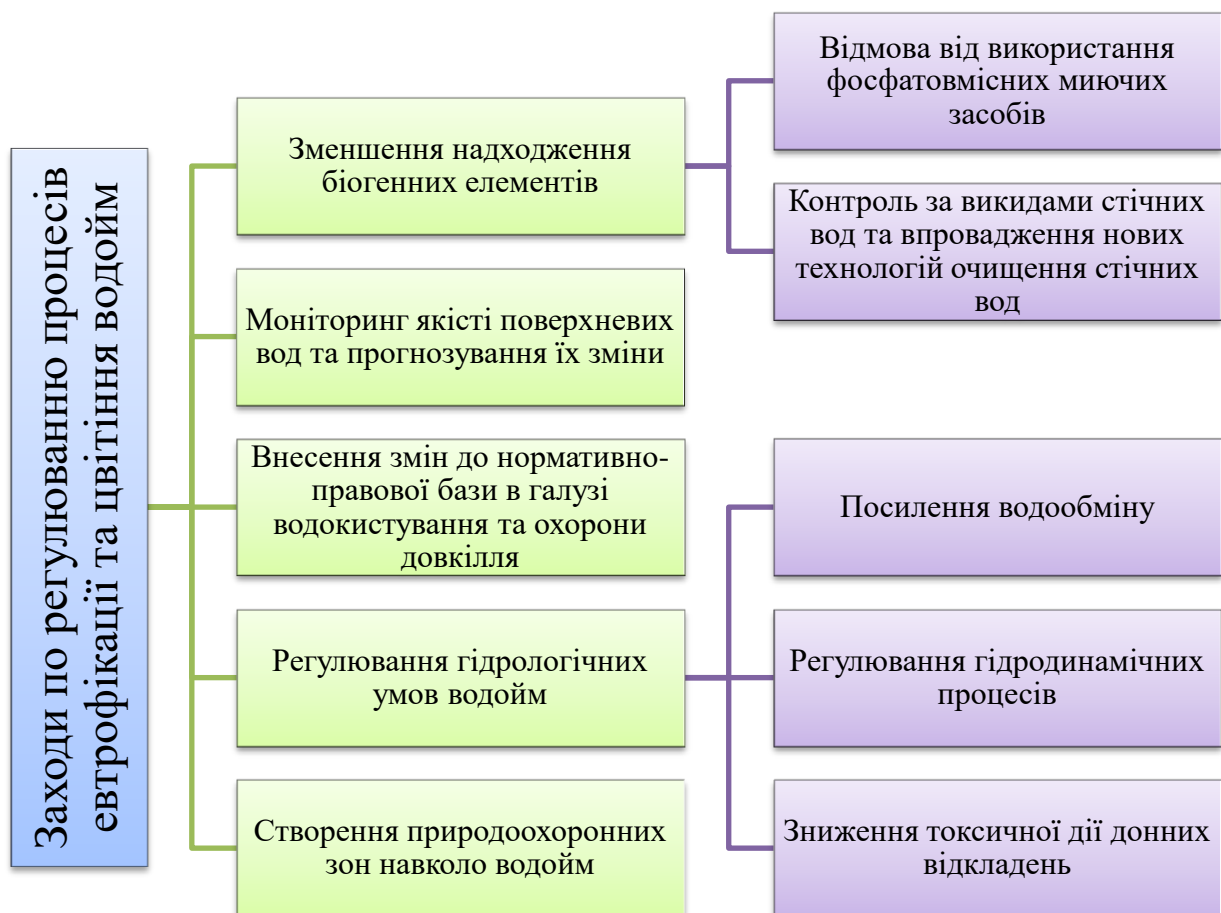 Заходи по регулюванню процесів
евтрофікації та цвітіння водойм
Зменшення надходження
біогенних елементів
Відмова від використання
фосфатовмісних миючих
засобів
Контроль за викидами стічних
вод та впровадження нових
технологій очищення стічних
вод
Моніторинг якісті поверхневих
вод та прогнозування їх зміни
Внесення змін до нормативно-
правової бази в галузі
водокистування та охорони
довкілля
Регулювання гідрологічних
умов водойм
Посилення водообміну
Регулювання гідродинамічних
процесів
Зниження токсичної дії донних
відкладень
Створення природоохоронних
зон навколо водойм